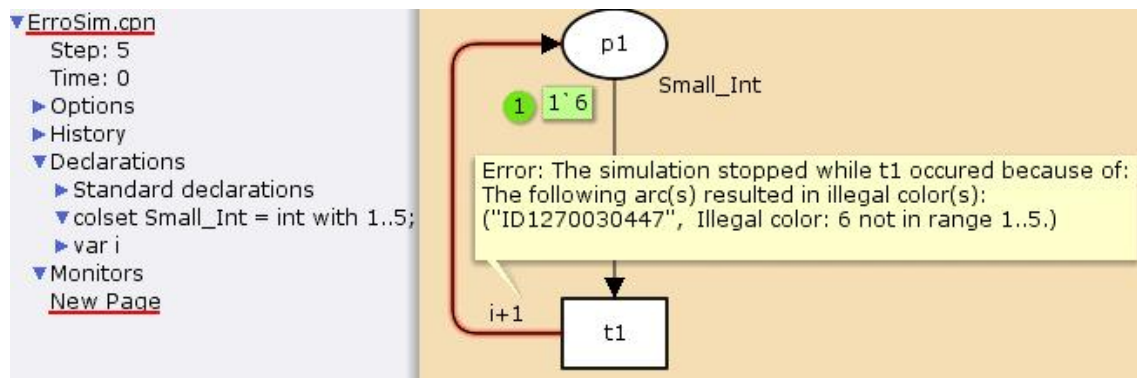 ErroSim.cpn
Step: 5
Time: 0
Options
History
Declarations
Standard declarations
colset Small_Int = int with 1..5;
var i
Monitors
New Page
p1
Small_Int
1 1`6
Error: The simulation stopped while t1 occured because of:
The following arc(s) resulted in illegal color(s):
("ID1270030447", Illegal color: 6 not in range 1..5.)
i+1
t1